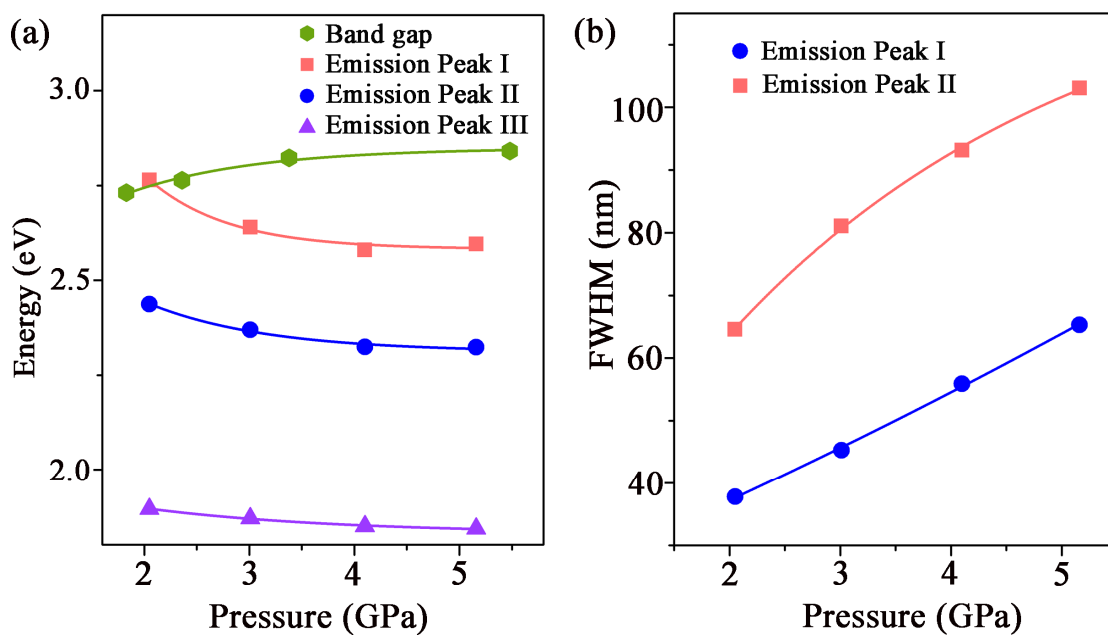 (a)
Band gap
Emission Peak I
Emission Peak II
Emission Peak III
3.0
2.5
2.0
Energy (eV)
2
3
4
5
Pressure (GPa)
(b)
Emission Peak I
Emission Peak II
100
80
60
40
FWHM (nm)
2
3
4
5
Pressure (GPa)